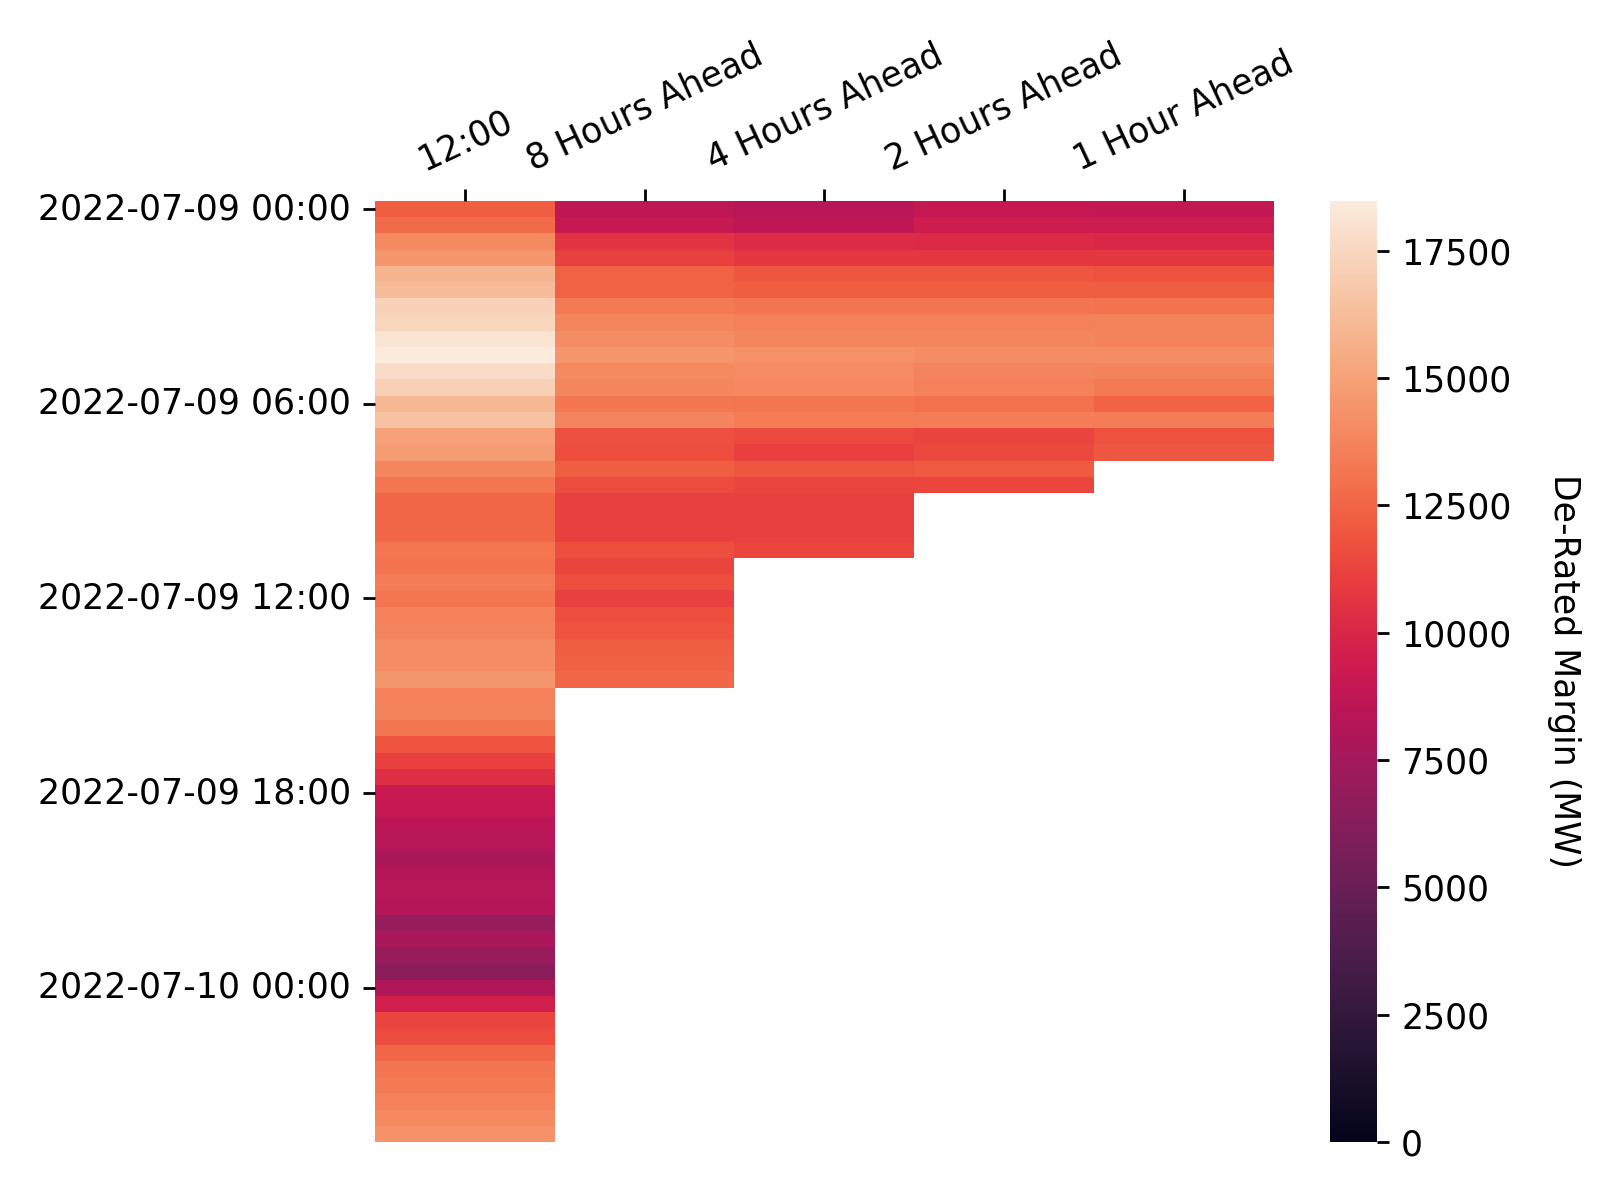 12:00
8 Hours Ahead
4 Hours Ahead
2 Hours Ahead
1 Hour Ahead
2022-07-09 00:00
2022-07-09 06:00
2022-07-09 12:00
2022-07-09 18:00
2022-07-10 00:00
17500
15000
12500
10000
7500
5000
2500
0
De-Rated Margin (MW)